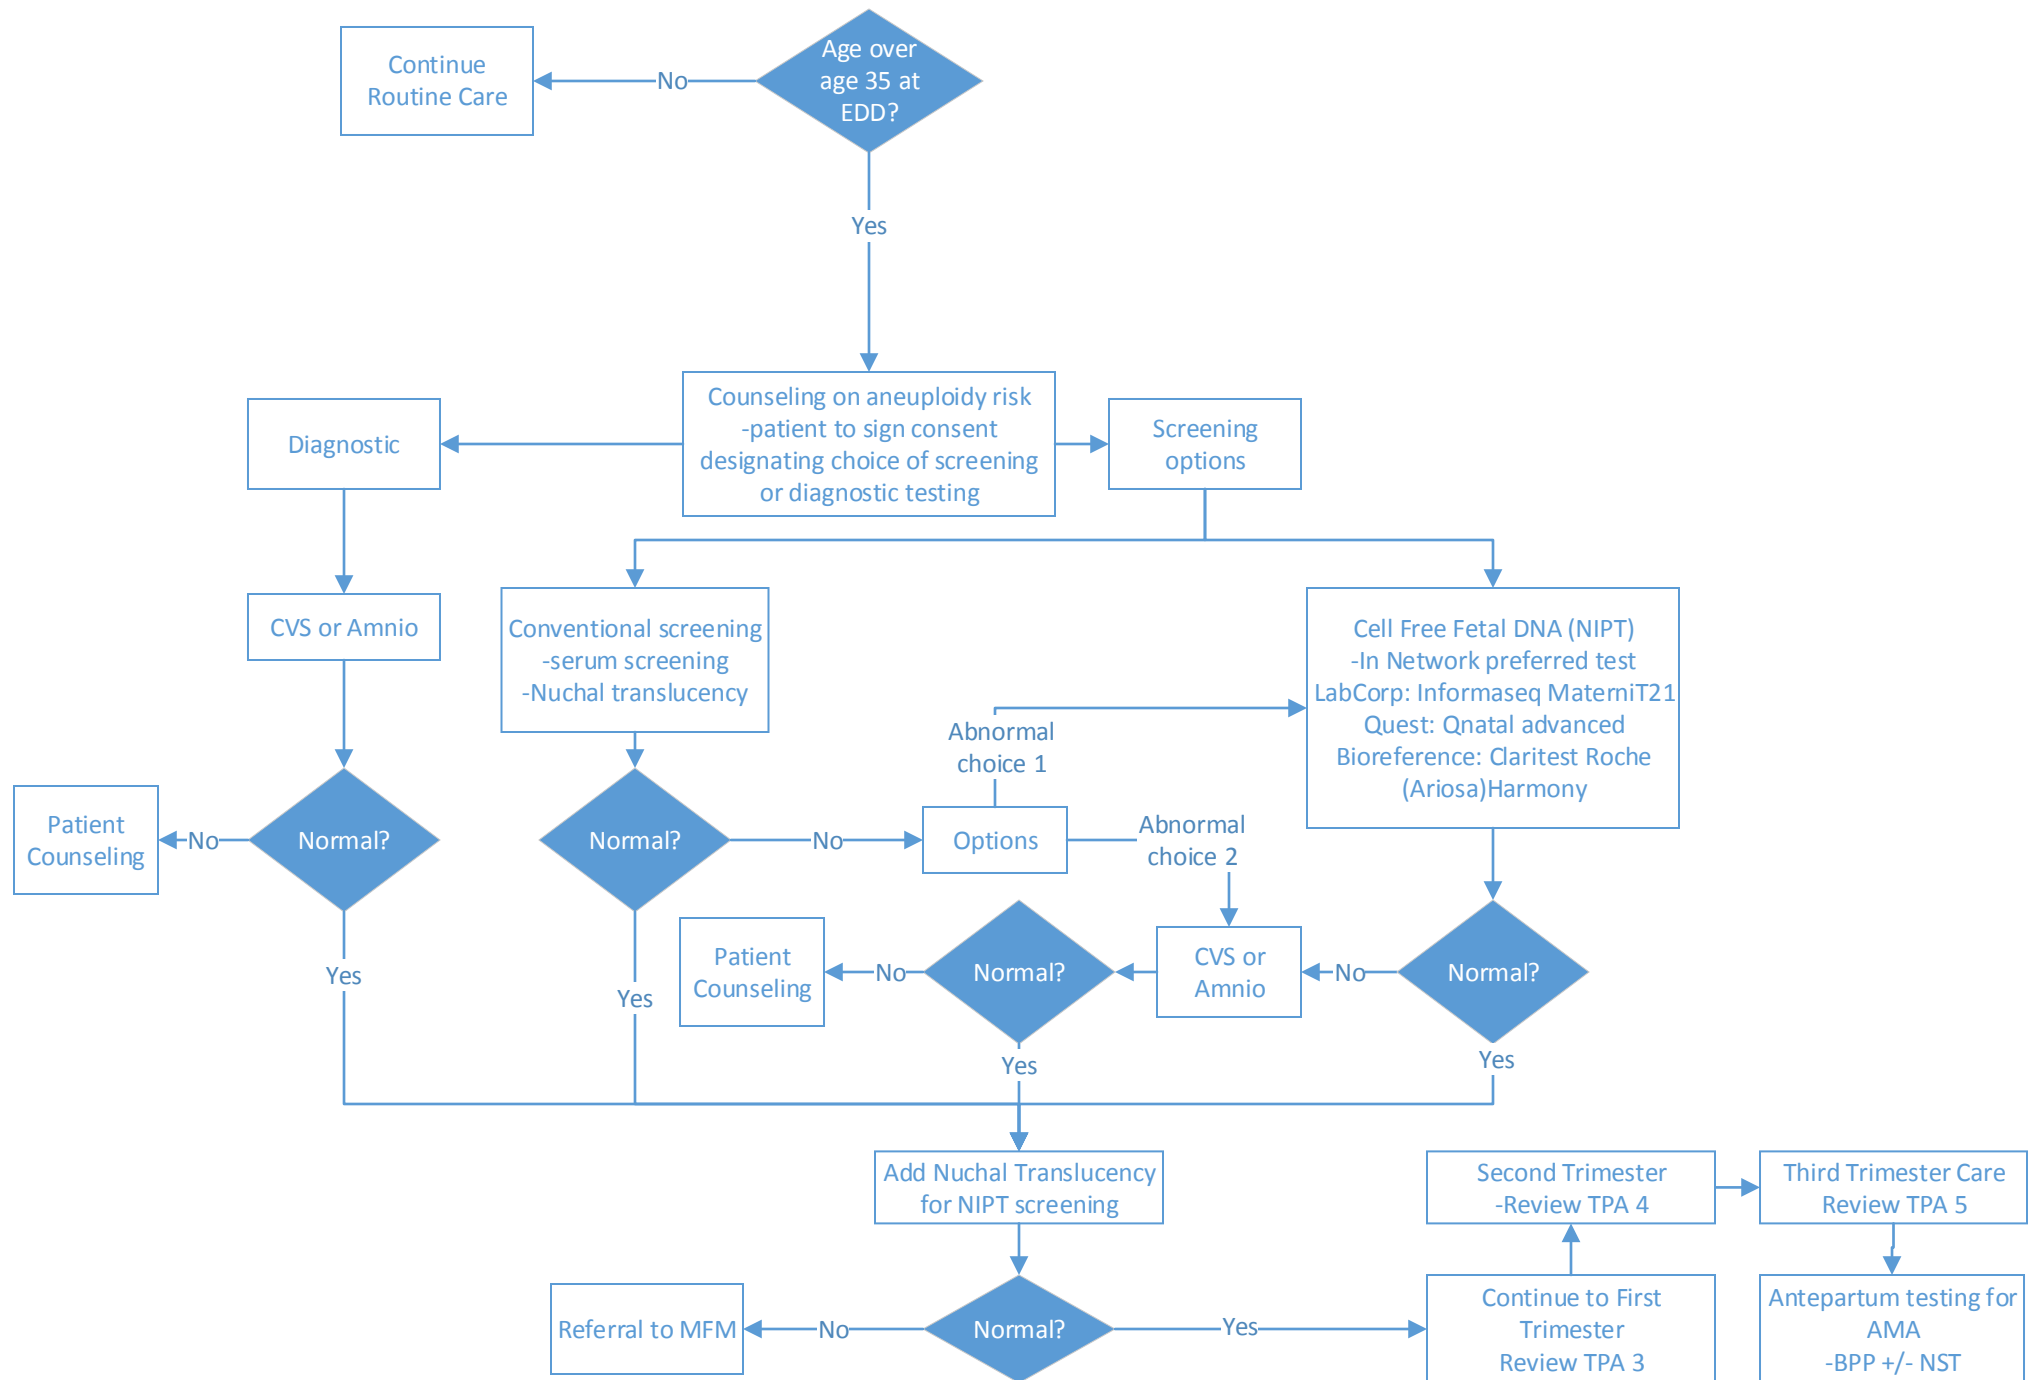 Age over
age 35 at
EDD?
No
Continue
Routine Care
Yes
Counseling on aneuploidy risk
-patient to sign consent
designating choice of screening
or diagnostic testing
Diagnostic
Screening
options
CVS or Amnio
Conventional screening
-serum screening
-Nuchal translucency
Cell Free Fetal DNA (NIPT)
-In Network preferred test
LabCorp: Informaseq MaterniT21
Quest: Qnatal advanced
Bioreference: Claritest Roche
(Ariosa)Harmony
Abnormal
choice 1
Patient
Counseling
No
Normal?
Normal?
No
Options
Abnormal
choice 2
Yes
Yes
Patient
Counseling
No
Normal?
CVS or
Amnio
No
Normal?
Yes
Yes
Add Nuchal Translucency
for NIPT screening
Second Trimester
-Review TPA 4
Third Trimester Care
Review TPA 5
Referral to MFM
No
Normal?
Yes
Continue to First
Trimester
Review TPA 3
Antepartum testing for
AMA
-BPP +/- NST